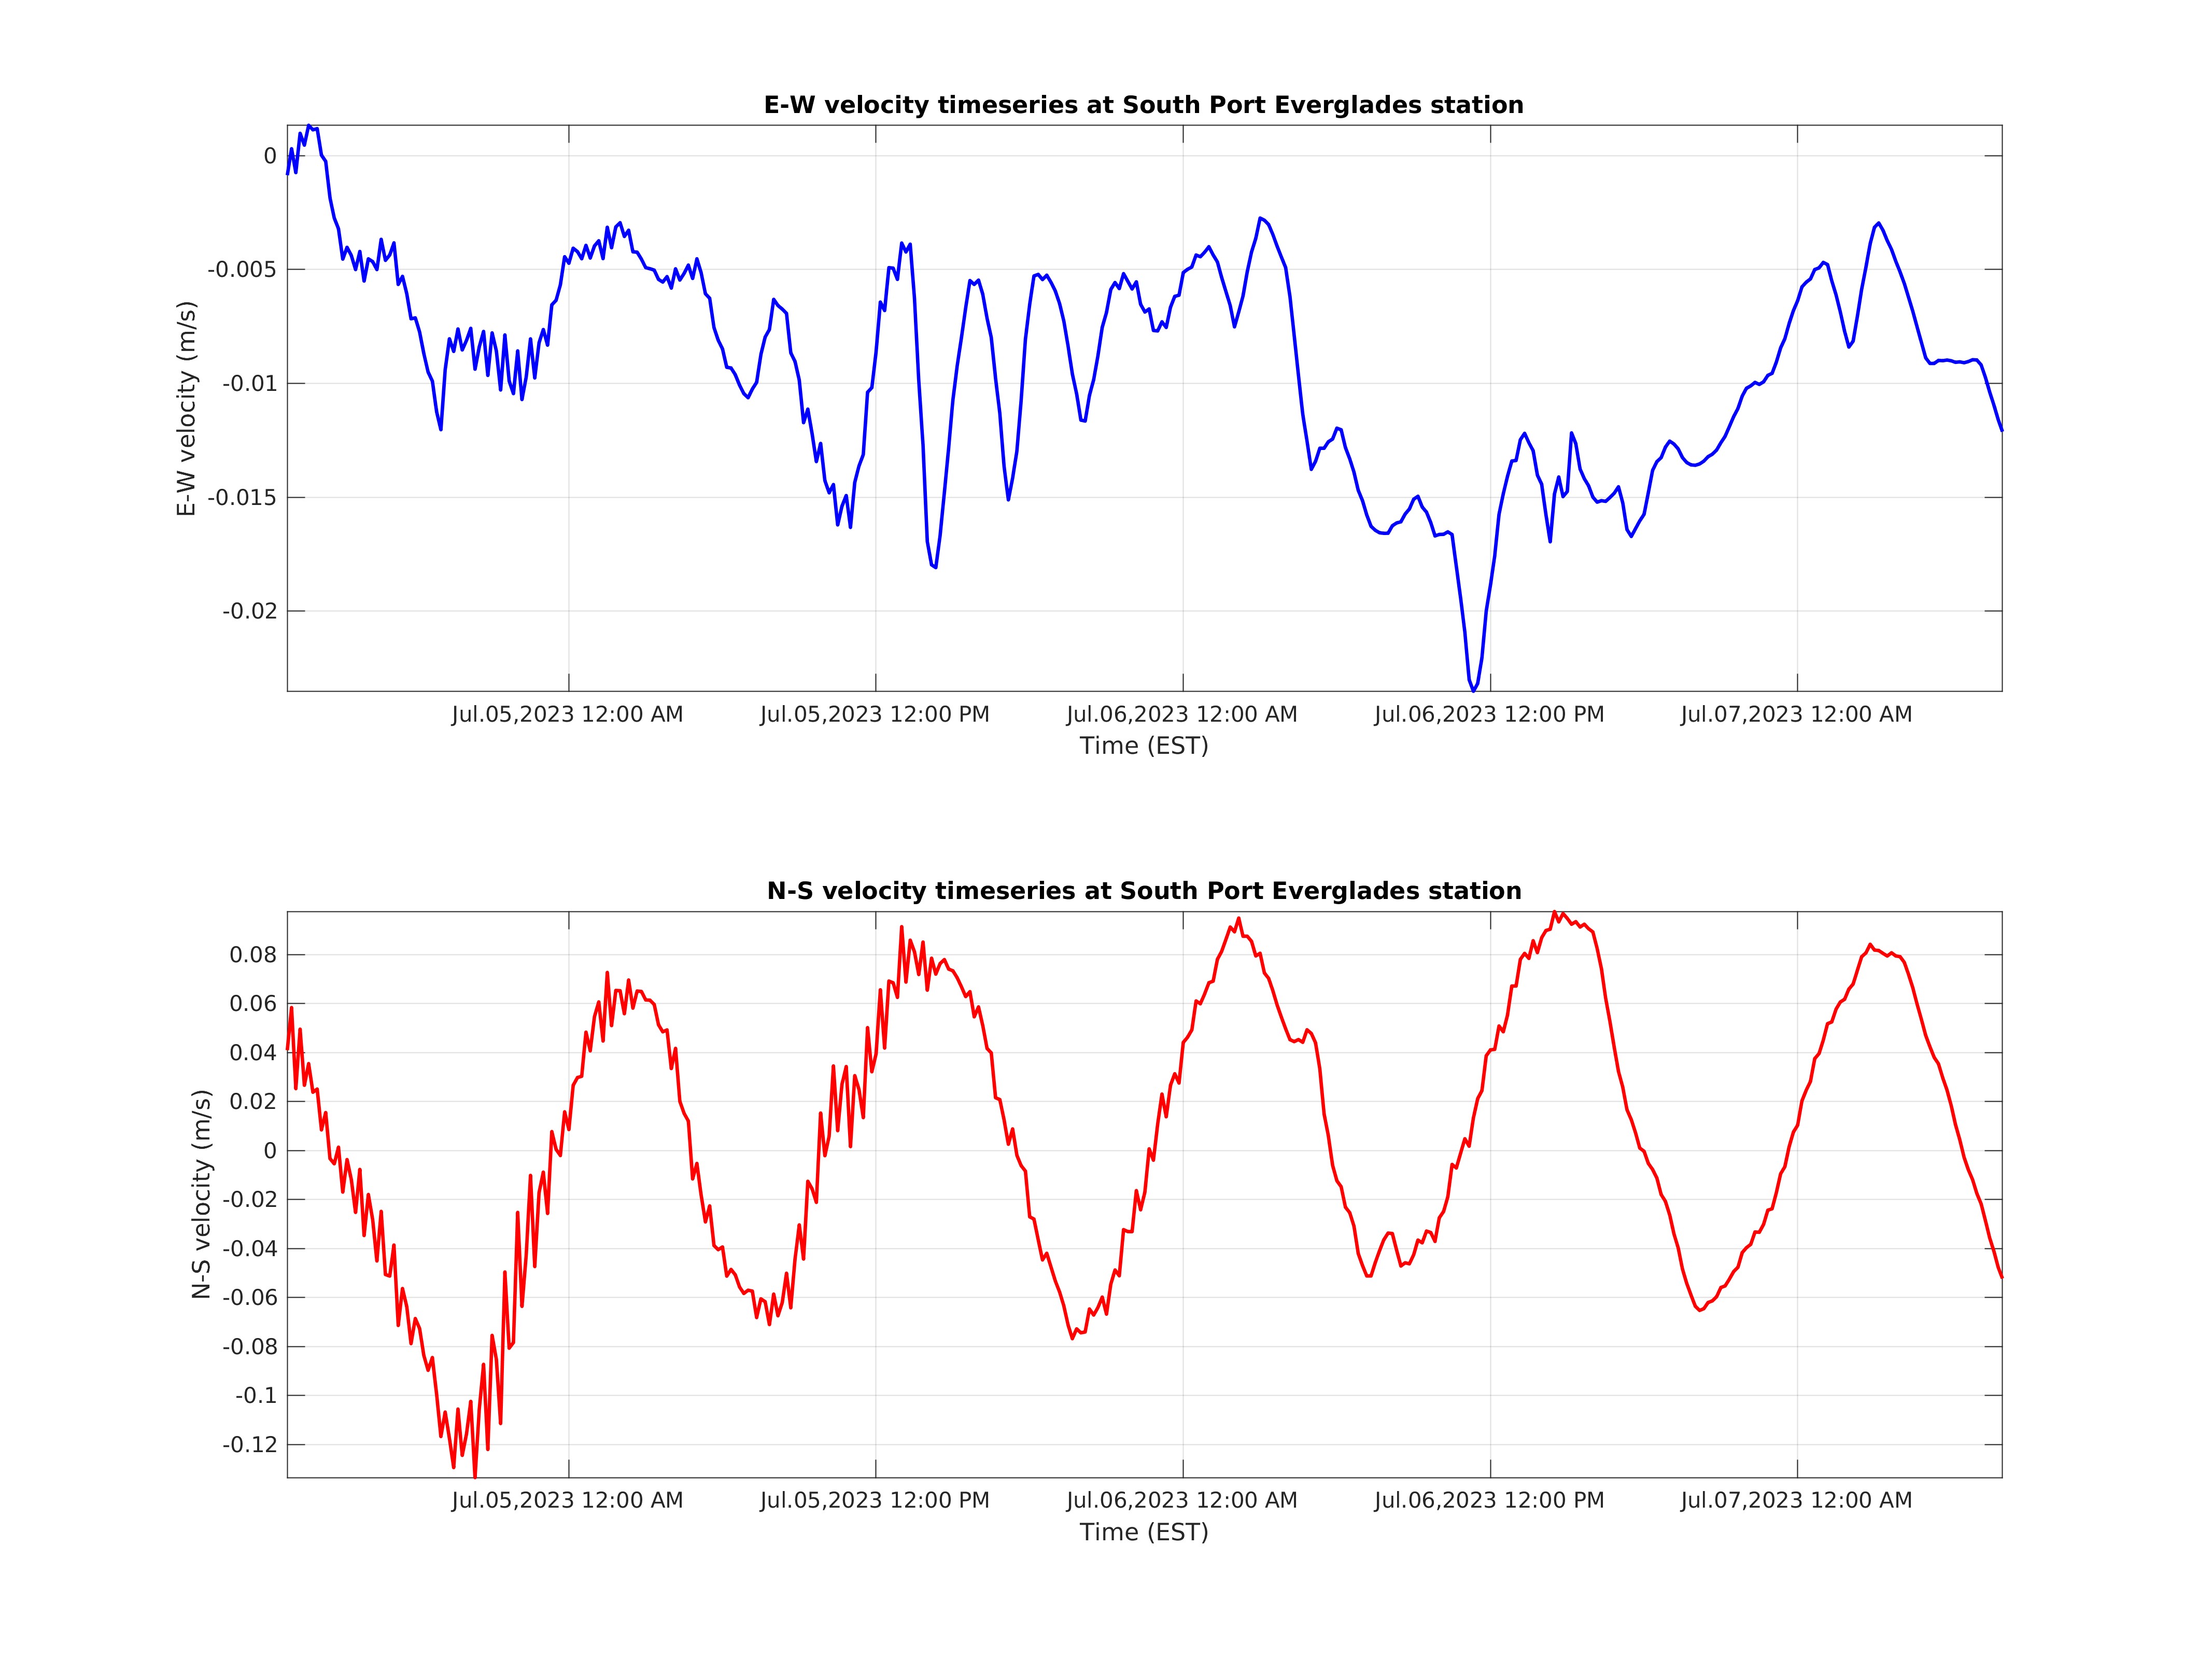 E-W velocity timeseries at South Port Everglades station
0
-0.005
-0.01
-0.015
-0.02
E-W velocity (m/s)
Jul.05,2023 12:00 AM
Jul.05,2023 12:00 PM
Jul.06,2023 12:00 AM
Jul.06,2023 12:00 PM
Jul.07,2023 12:00 AM
Time (EST)
N-S velocity timeseries at South Port Everglades station
0.08
0.06
0.04
0.02
0
-0.02
-0.04
-0.06
-0.08
-0.1
-0.12
N-S velocity (m/s)
Jul.05,2023 12:00 AM
Jul.05,2023 12:00 PM
Jul.06,2023 12:00 AM
Jul.06,2023 12:00 PM
Jul.07,2023 12:00 AM
Time (EST)